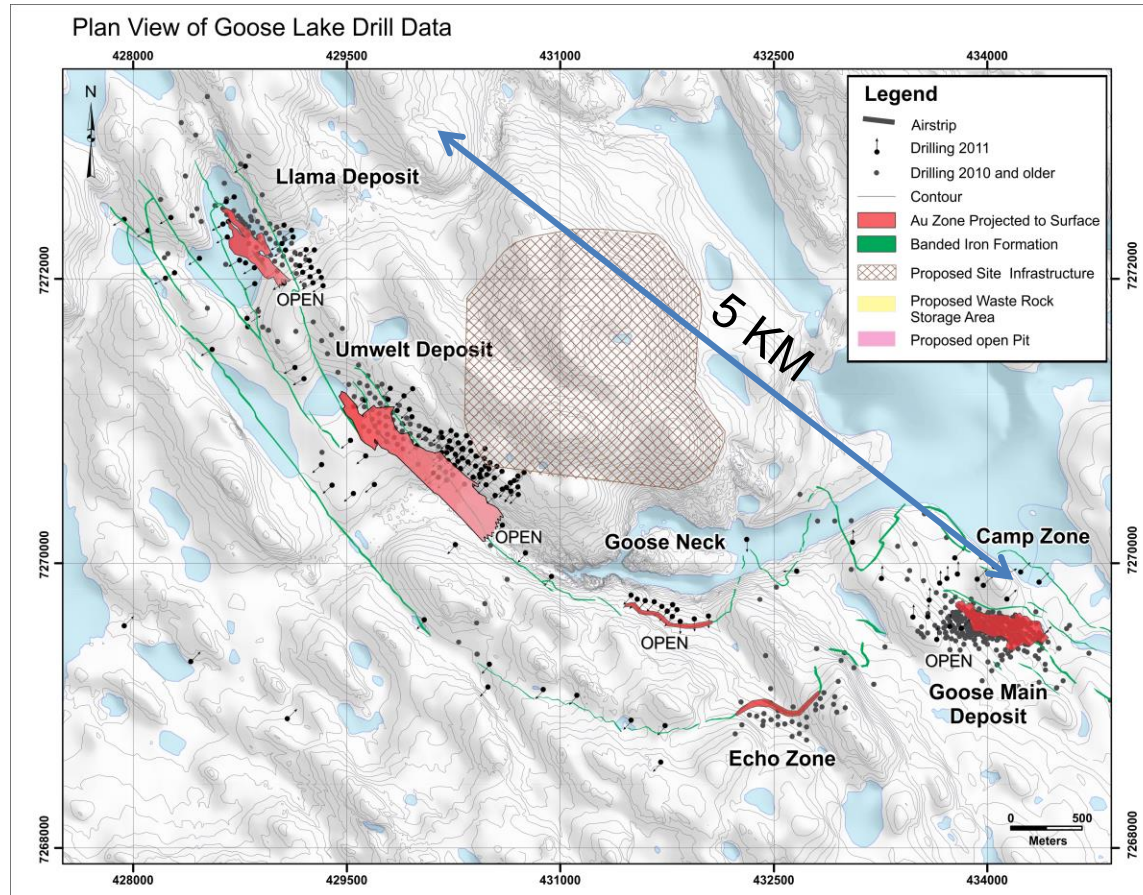 Plan View of Goose Lake Drill Data
428000
429500
431000
432500
434000
N
Legend
Airstrip
Drilling 2011
Drilling 2010 and older
Contour
Au Zone Projected to Surface
Banded Iron Formation
Proposed Site Infrastructure
Proposed Waste Rock
Storage Area
Proposed open Pit
Llama Deposit
7272000
7272000
OPEN
5 KM
Umwelt Deposit
OPEN
Goose Neck
Camp Zone
7270000
7270000
OPEN
OPEN
Goose Main
Deposit
Echo Zone
0
500
Meters
7268000
7268000
428000
429500
431000
432500
434000